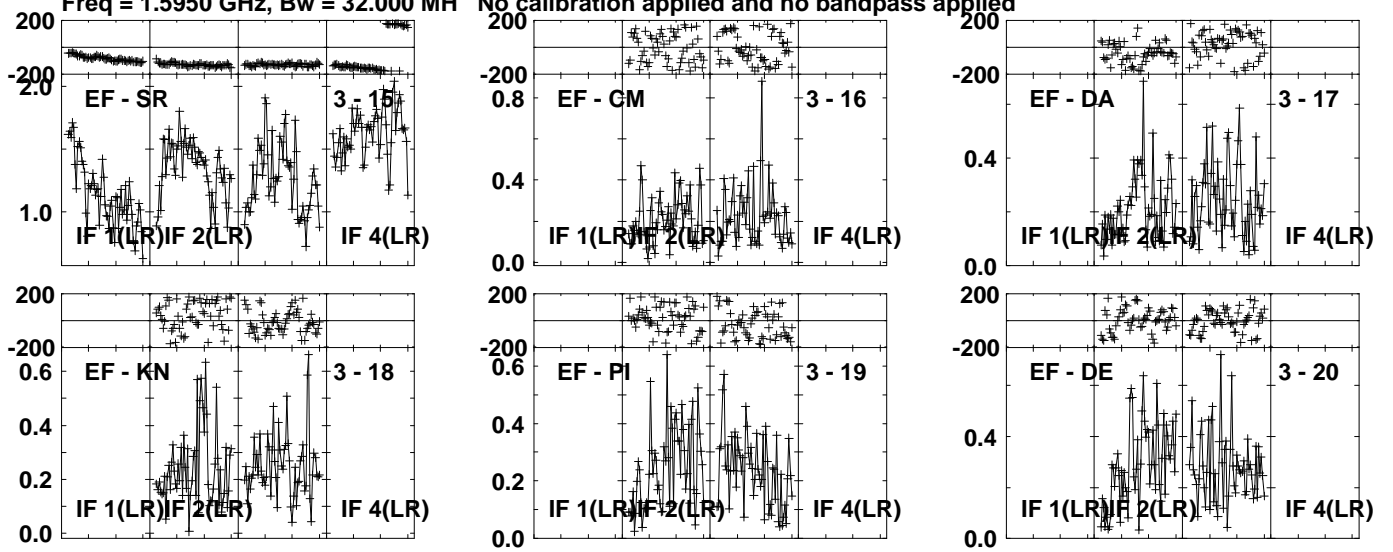 Freq = 1.5950 GHz, Bw = 32.000 MH No calibration applied and no bandpass applied
200 200 200
-200 -200 -200
2.0 EF - SR 3 - 15 0.8 EF - CM 3 - 16 EF - DA 3 - 17
0.4 0.4
1.0
IF 1(LR) IF 2(LR) IF 4(LR) IF 1(LR) IF 2(LR) IF 4(LR) IF 1(LR) IF 2(LR) IF 4(LR)
0.0 0.0
200 200 200
-200 -200 -200
0.6 EF - KN 3 - 18 0.6 EF - PI 3 - 19 EF - DE 3 - 20
0.4 0.4 0.4
0.2 0.2
IF 1(LR) IF 2(LR) IF 4(LR) IF 1(LR) IF 2(LR) IF 4(LR) IF 1(LR) IF 2(LR) IF 4(LR)
0.0 0.0 0.0